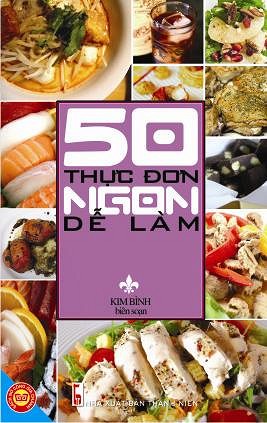 50
THỰC ĐƠN
NGON
DỄ LÀM
KIM BÌNH
biên soạn
NHÀ XUẤT BẢN THANH NIÊN